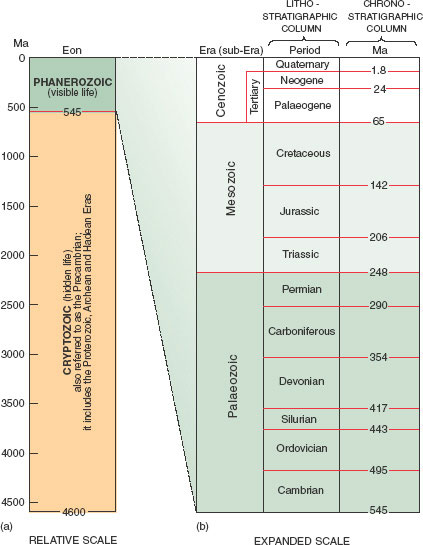 LITHO -
STRATIGRAPHIC
COLUMN
CHRONO -
STRATIGRAPHIC
COLUMN
Ma
Eon
Era (sub-Era)
Period
Ma
0
500
1000
1500
2000
2500
3000
3500
4000
4500
PHANEROZOIC
(visible life)
545
CRYPTOZOIC (hidden life)
also referred to as the Precambrian;
it includes the Proterozoic, Archean and Hadean Eras
4600
Cenozoic
Tertiary
Mesozoic
Palaeozoic
Quaternary
1.8
Neogene
24
Palaeogene
65
Cretaceous
142
Jurassic
206
Triassic
248
Permian
290
Carboniferous
354
Devonian
417
Silurian
443
Ordovician
495
Cambrian
545
(a)
RELATIVE SCALE
(b)
EXPANDED SCALE